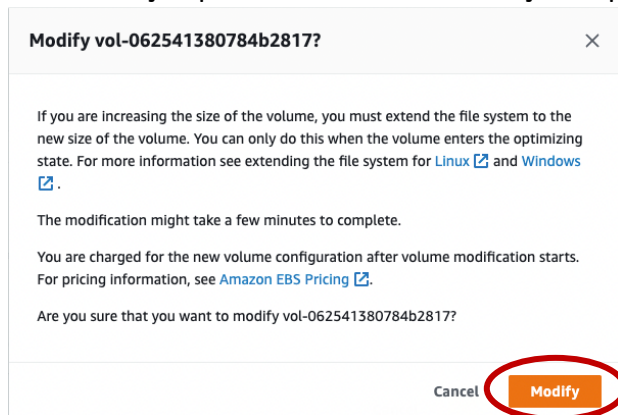 Modify vol-062541380784b2817?
If you are increasing the size of the volume, you must extend the file system to the
new size of the volume. You can only do this when the volume enters the optimizing
state. For more information see extending the file system for Linux and Windows
.
The modification might take a few minutes to complete.
You are charged for the new volume configuration after volume modification starts.
For pricing information, see Amazon EBS Pricing .
Are you sure that you want to modify vol-062541380784b2817?
Cancel Modify